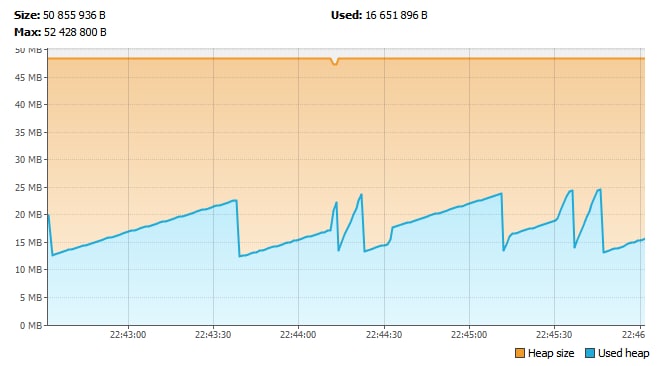 Size: 50 855 936 B Used: 16 651 896 B
Max: 52 428 800 B
50 MB
45 MB
40 MB
35 MB
30 MB
25 MB
20 MB
15 MB
10 MB
5 MB
0 MB
22:43:00 22:43:30 22:44:00 22:44:30 22:45:00 22:45:30 22:46
Heap size Used heap